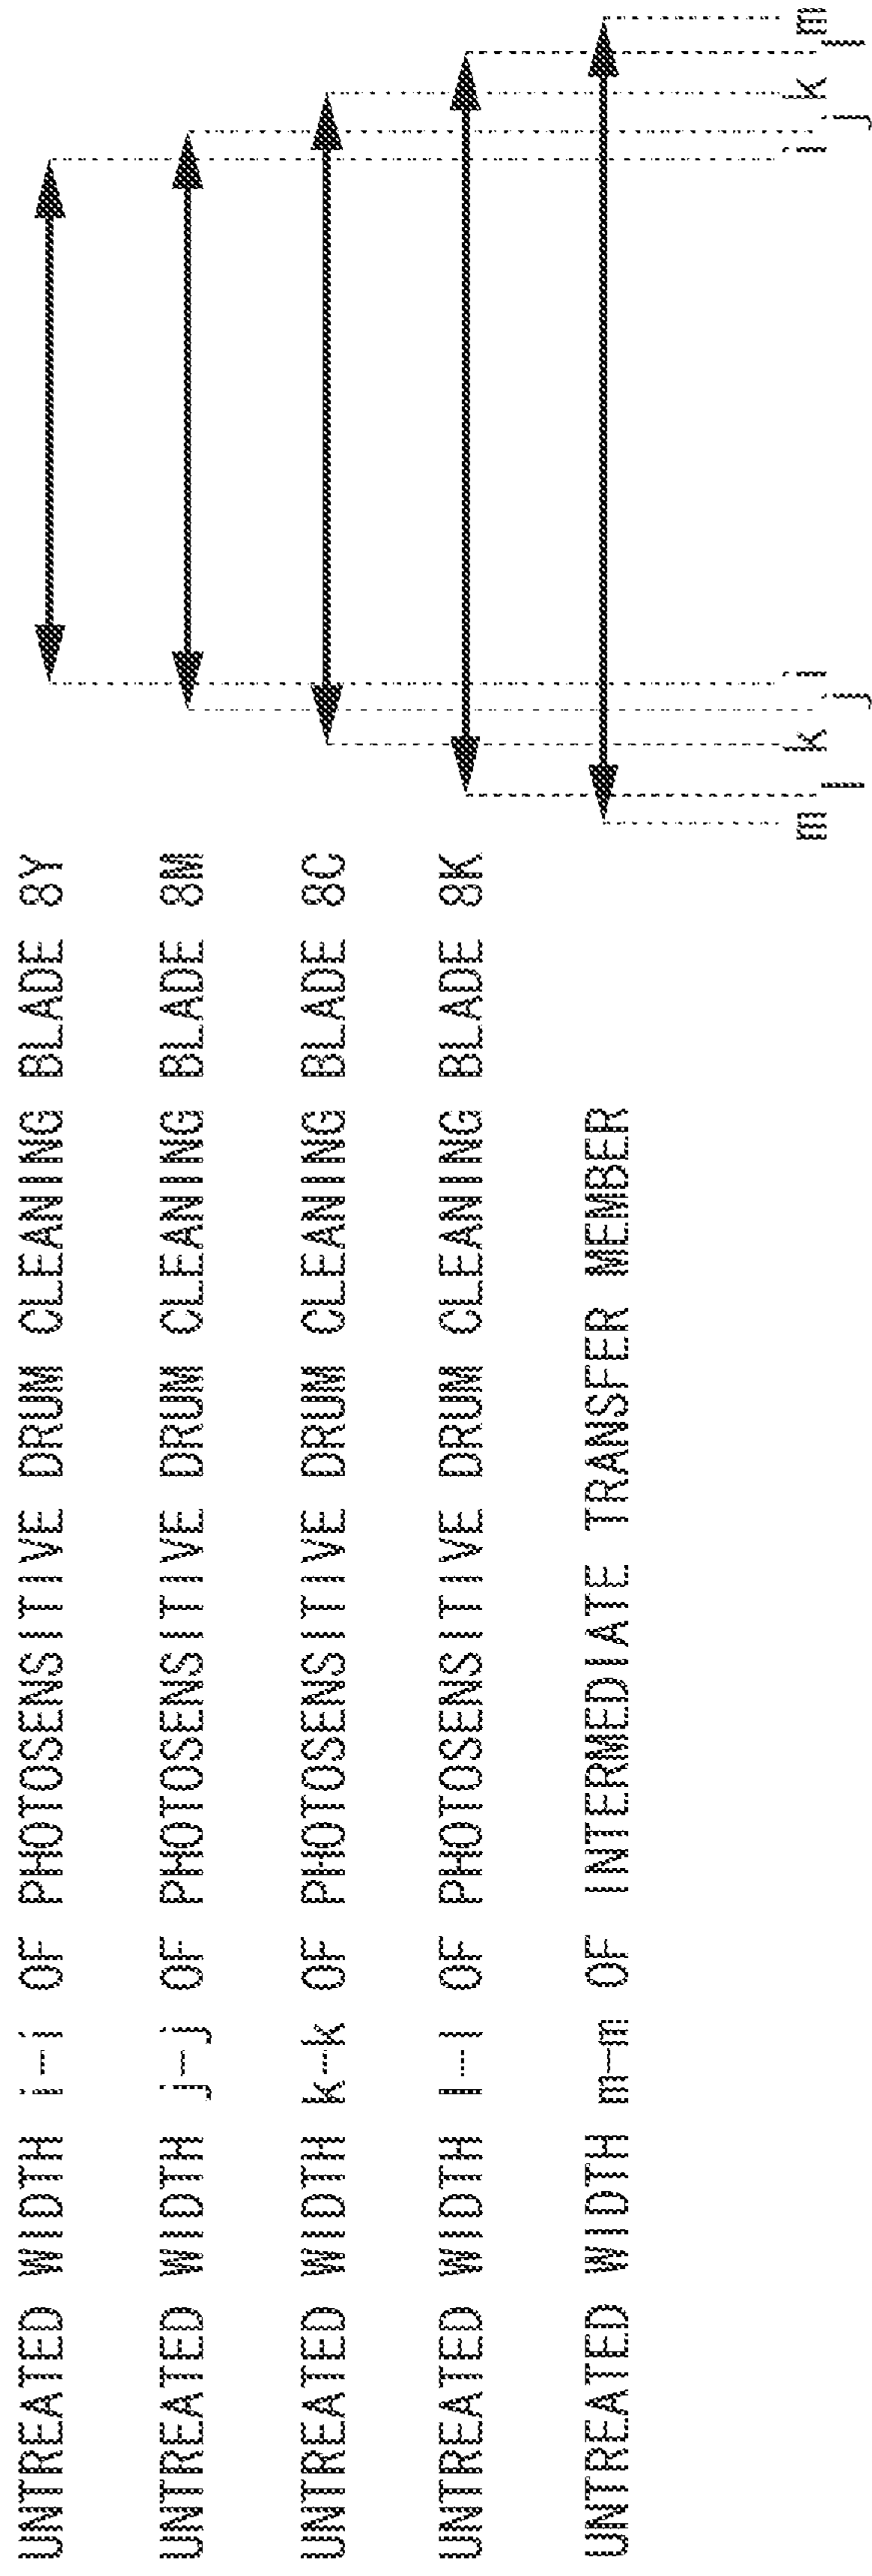 UNTREATED WIDTH i-i OF PHOTOSENSITIVE DRUM CLEANING BLADE 8Y
UNTREATED WIDTH j-j OF PHOTOSENSITIVE DRUM CLEANING BLADE 8M
UNTREATED WIDTH k-k OF PHOTOSENSITIVE DRUM CLEANING BLADE 8C
UNTREATED WIDTH l-l OF PHOTOSENSITIVE DRUM CLEANING BLADE 8K
UNTREATED WIDTH m-m OF INTERMEDIATE TRANSFER MEMBER
m l k j i i j k l m